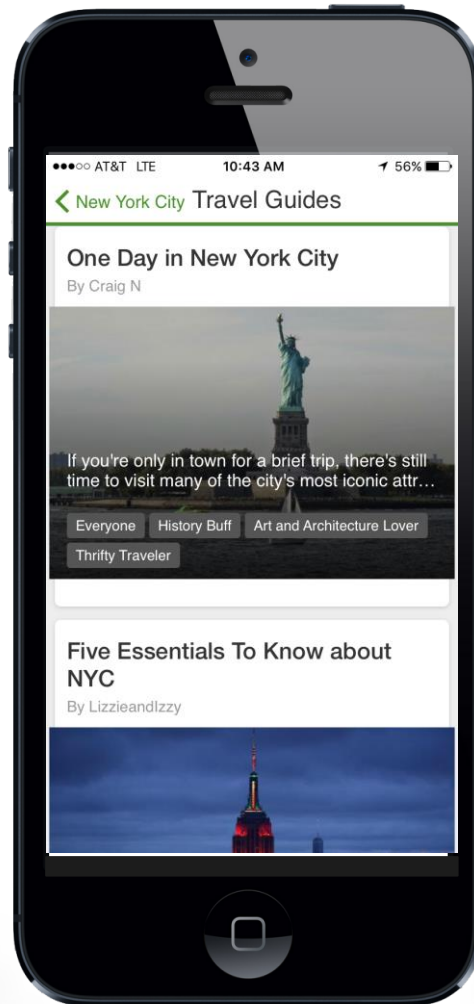 AT&T LTE 10:43 AM 56%
New York City Travel Guides
One Day in New York City
By Craig N
If you're only in town for a brief trip, there's still
time to visit many of the city's most iconic attr…
Everyone History Buff Art and Architecture Lover
Thrifty Traveler
Five Essentials To Know about
NYC
By LizzieandIzzy